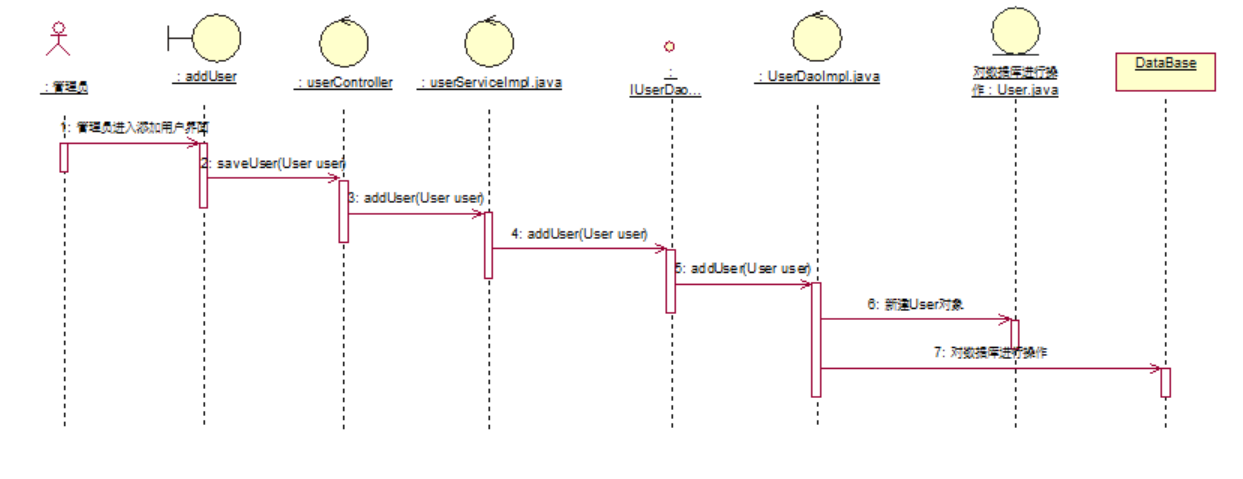 : 管理员
: addUser
: userController
: userServiceImpl.java
:
IUserDao...
: UserDaoImpl.java
对数据库进行操
作 : User.java
DataBase
1: 管理员进入添加用户界面
2: saveUser(User user)
3: addUser(User user)
4: addUser(User user)
5: addUser(User user)
6: 新建User对象
7: 对数据库进行操作